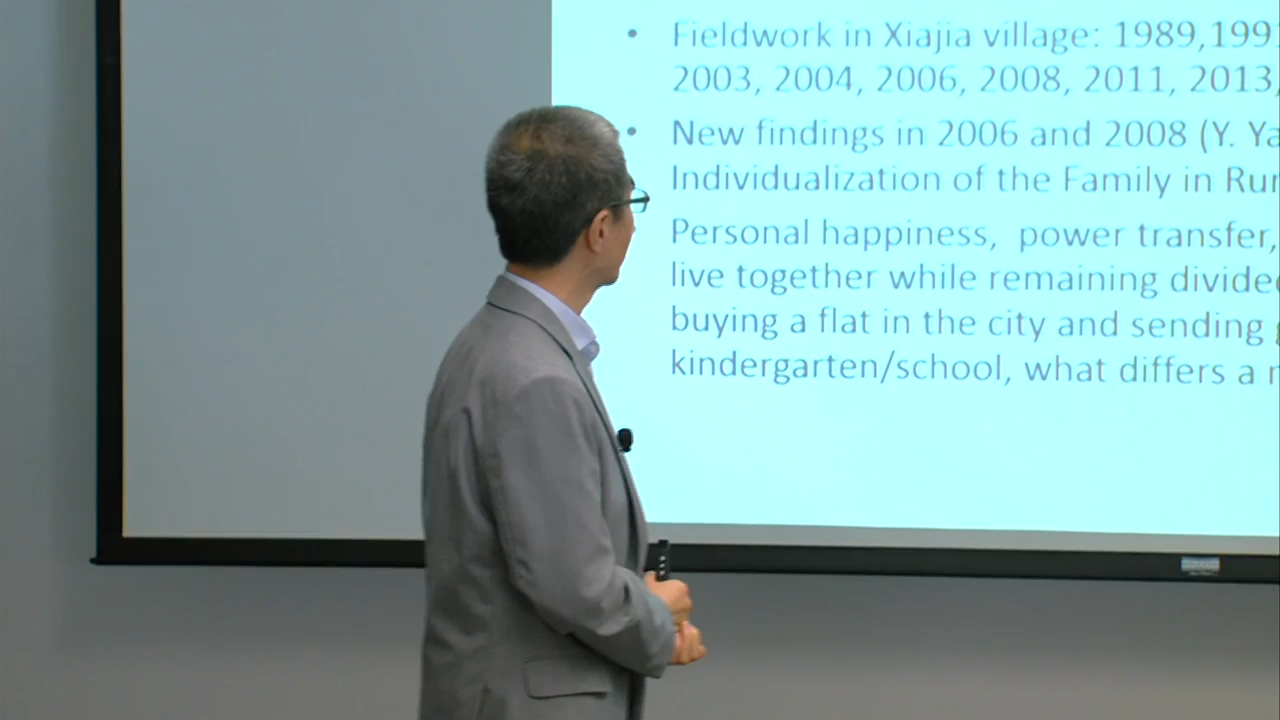 • Fieldwork in Xiajia village: 1989,199
2003, 2004, 2006, 2008, 2011, 2013,
• New findings in 2006 and 2008 (Y. Ya
Individualization of the Family in Rur
Personal happiness, power transfer,
live together while remaining divided
buying a flat in the city and sending
kindergarten/school, what differs a